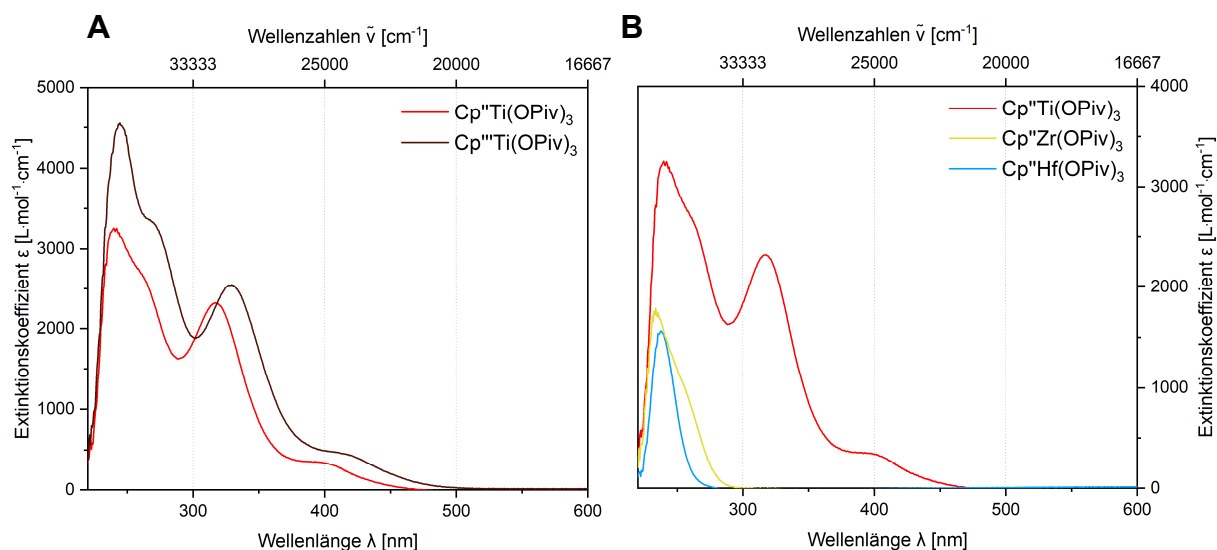 A
Wellenzahlen ṽ [cm⁻¹]
33333 25000 20000 16667
5000
4000
3000
2000
1000
0
Extinktionskoeffizient ε [L·mol⁻¹·cm⁻¹]
Cp''Ti(OPiv)₃
Cp'''Ti(OPiv)₃
300 400 500 600
Wellenlänge λ [nm]
B
Wellenzahlen ṽ [cm⁻¹]
33333 25000 20000 16667
Cp''Ti(OPiv)₃
Cp''Zr(OPiv)₃
Cp''Hf(OPiv)₃
4000
3000
2000
1000
0
Extinktionskoeffizient ε [L·mol⁻¹·cm⁻¹]
300 400 500 600
Wellenlänge λ [nm]